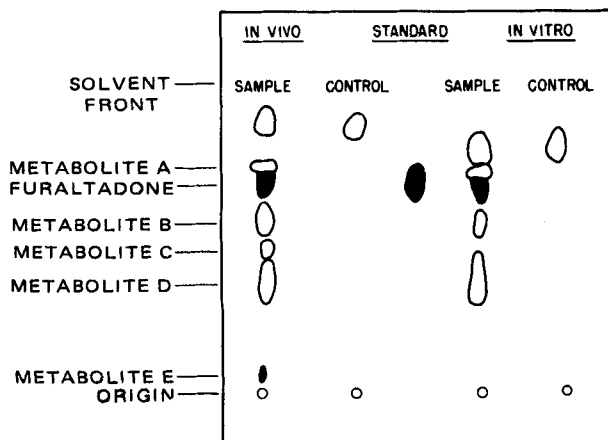 IN VIVO STANDARD IN VITRO
SOLVENT FRONT SAMPLE CONTROL SAMPLE CONTROL
METABOLITE A
FURALTADONE
METABOLITE B
METABOLITE C
METABOLITE D
METABOLITE E
ORIGIN